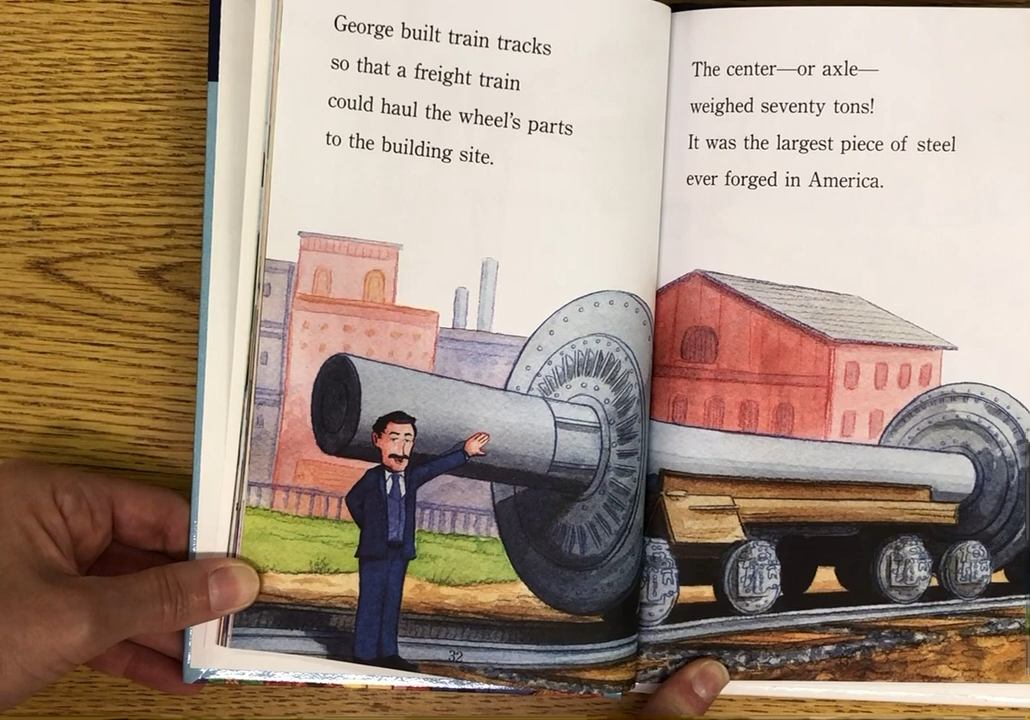 George built train tracks
so that a freight train
could haul the wheel's parts
to the building site.
32
The center—or axle—
weighed seventy tons!
It was the largest piece of steel
ever forged in America.